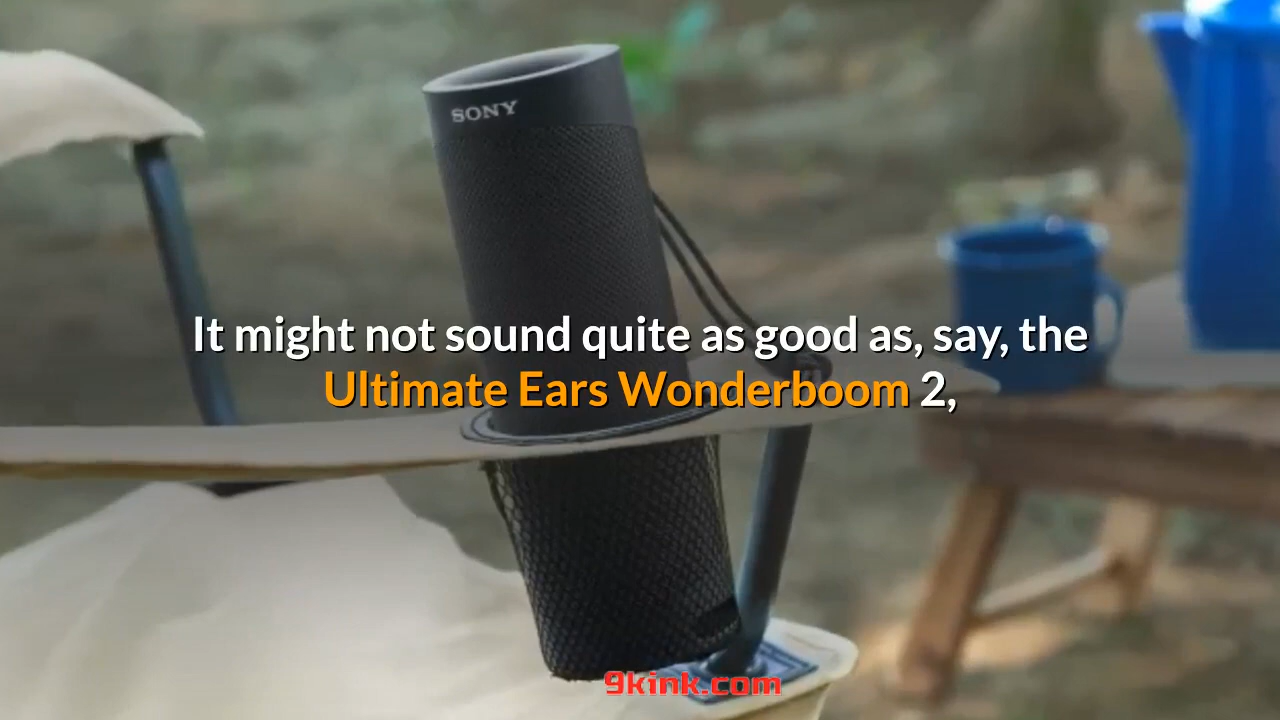 SONY
It might not sound quite as good as, say, the
Ultimate Ears Wonderboom 2,
9kink.com